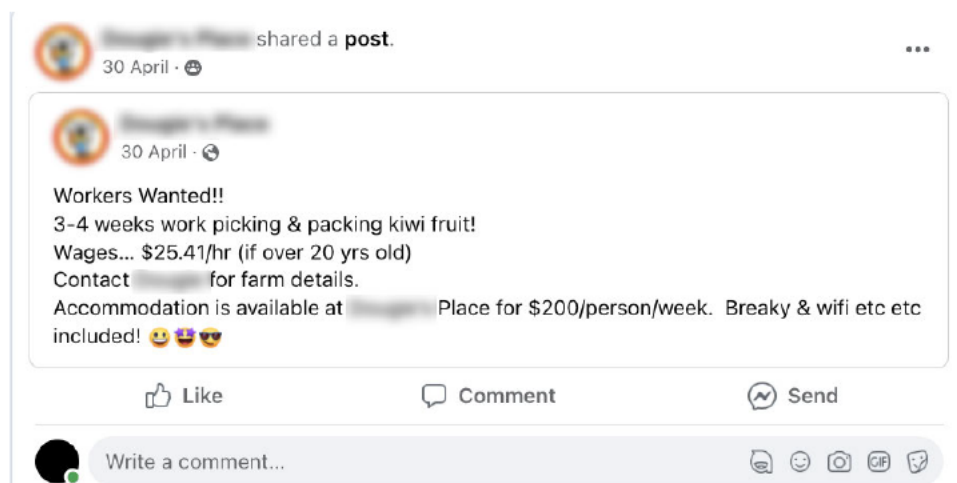 shared a post.
30 April ·
30 April ·
Workers Wanted!!
3-4 weeks work picking & packing kiwi fruit!
Wages... $25.41/hr (if over 20 yrs old)
Contact for farm details.
Accommodation is available at Place for $200/person/week. Breaky & wifi etc etc
included! 😀🤩😎
Like Comment Send
Write a comment... GIF